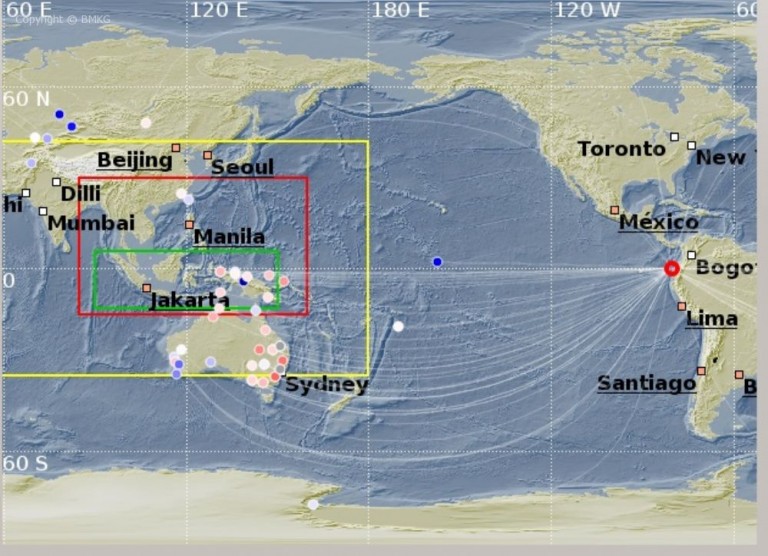 60 E
120 E
180 E
120 W
60
Copyright © BMKG
60 N
Beijing
Seoul
Toronto
New
hi
Dilli
Mumbai
Manila
México
0
Bogo
Jakarta
Lima
Sydney
Santiago
B
60 S